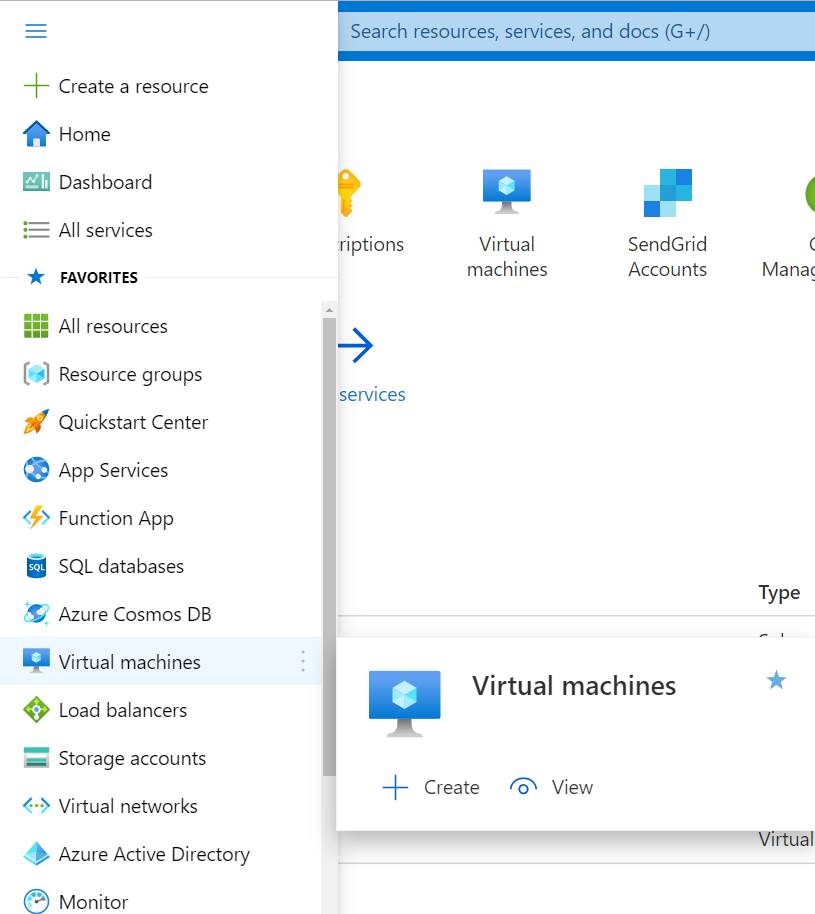 Search resources, services, and docs (G+/)
Create a resource
Home
Dashboard
All services
FAVORITES
All resources
Resource groups
Quickstart Center
App Services
Function App
SQL
SQL databases
Azure Cosmos DB
Virtual machines
Load balancers
Storage accounts
Virtual networks
Azure Active Directory
Monitor
riptions
Virtual
machines
SendGrid
Accounts
Manag
services
Type
Virtual machines
Create
View
Virtual